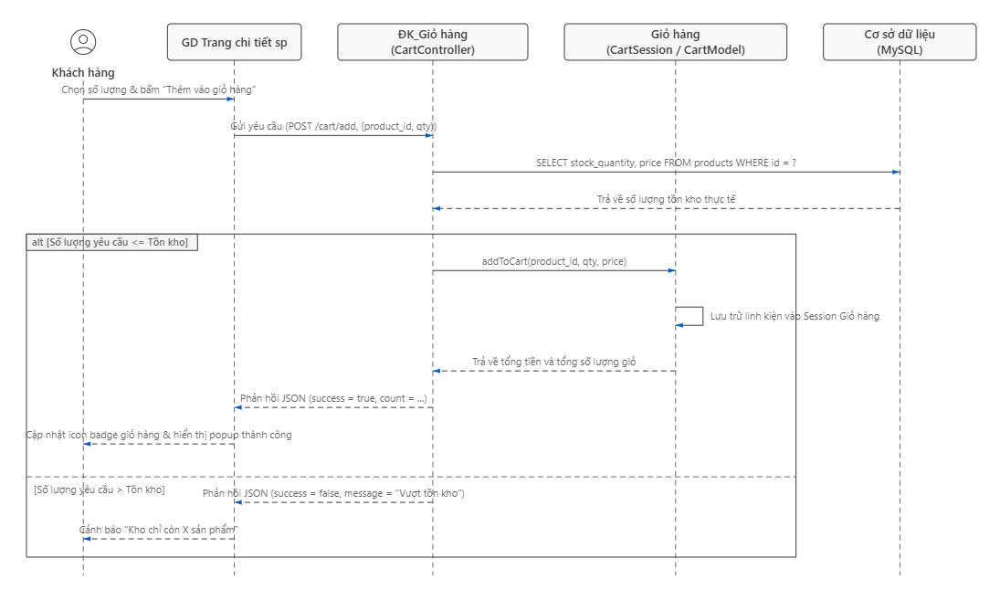 Khách hàng
GD Trang chi tiết sp
ĐK_Giỏ hàng
(CartController)
Giỏ hàng
(CartSession / CartModel)
Cơ sở dữ liệu
(MySQL)
Chọn số lượng & bấm "Thêm vào giỏ hàng"
Gửi yêu cầu (POST /cart/add, {product_id, qty})
SELECT stock_quantity, price FROM products WHERE id = ?
Trả về số lượng tồn kho thực tế
alt [Số lượng yêu cầu <= Tồn kho]
addToCart(product_id, qty, price)
Lưu trữ linh kiện vào Session Giỏ hàng
Trả về tổng tiền và tổng số lượng giỏ
Phản hồi JSON (success = true, count = ...)
Cập nhật icon badge giỏ hàng & hiển thị popup thành công
[Số lượng yêu cầu > Tồn kho]
Phản hồi JSON (success = false, message = "Vượt tồn kho")
Cảnh báo "Kho chỉ còn X sản phẩm"